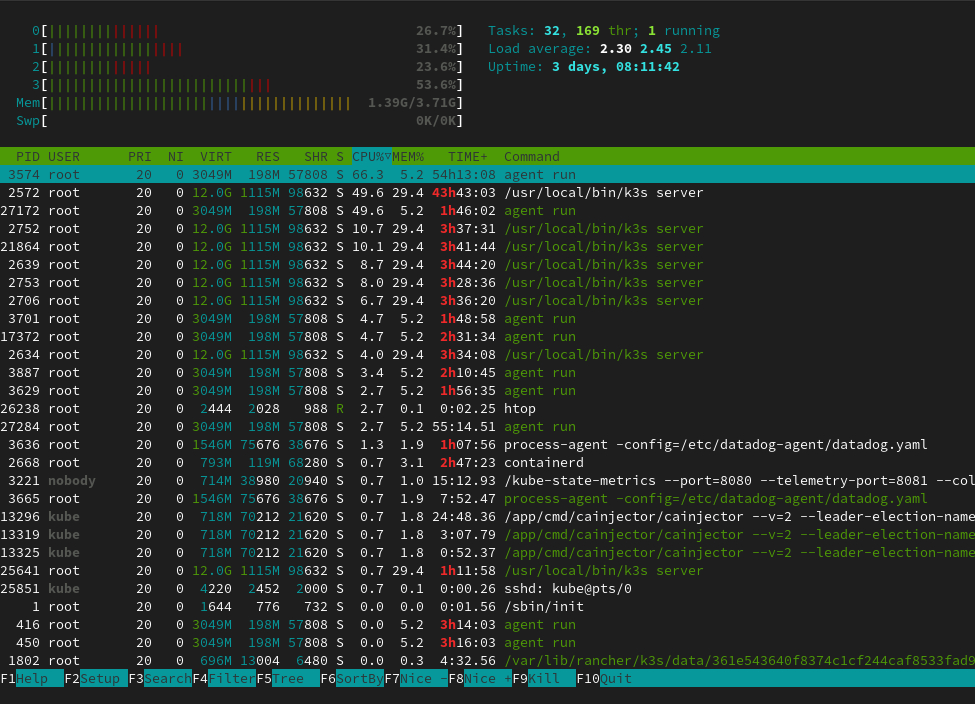 0[||||||||||||||                                26.7%]   Tasks: 32, 169 thr; 1 running
1[|||||||||||||||||                             31.4%]   Load average: 2.30 2.45 2.11
2[|||||||||||||                                 23.6%]   Uptime: 3 days, 08:11:42
3[||||||||||||||||||||||||||||                  53.6%]
Mem[||||||||||||||||||||||||||||||||||||||  1.39G/3.71G]
Swp[                                            0K/0K]
PID USER      PRI  NI  VIRT   RES   SHR S CPU%▽MEM%   TIME+  Command
3574 root       20   0 3049M  198M 57808 S 66.3  5.2 54h13:08 agent run
2572 root       20   0 12.0G 1115M 98632 S 49.6 29.4 43h43:03 /usr/local/bin/k3s server
27172 root       20   0 3049M  198M 57808 S 49.6  5.2  1h46:02 agent run
2752 root       20   0 12.0G 1115M 98632 S 10.7 29.4  3h37:31 /usr/local/bin/k3s server
21864 root       20   0 12.0G 1115M 98632 S 10.1 29.4  3h41:44 /usr/local/bin/k3s server
2639 root       20   0 12.0G 1115M 98632 S  8.7 29.4  3h44:20 /usr/local/bin/k3s server
2753 root       20   0 12.0G 1115M 98632 S  8.0 29.4  3h28:36 /usr/local/bin/k3s server
2706 root       20   0 12.0G 1115M 98632 S  6.7 29.4  3h36:20 /usr/local/bin/k3s server
3701 root       20   0 3049M  198M 57808 S  4.7  5.2  1h48:58 agent run
17372 root       20   0 3049M  198M 57808 S  4.7  5.2  2h31:34 agent run
2634 root       20   0 12.0G 1115M 98632 S  4.0 29.4  3h34:08 /usr/local/bin/k3s server
3887 root       20   0 3049M  198M 57808 S  3.4  5.2  2h10:45 agent run
3629 root       20   0 3049M  198M 57808 S  2.7  5.2  1h56:35 agent run
26238 root       20   0  2444  2028   988 R  2.7  0.1  0:02.25 htop
27284 root       20   0 3049M  198M 57808 S  2.7  5.2 55:14.51 agent run
3636 root       20   0 1546M 75676 38676 S  1.3  1.9  1h07:56 process-agent -config=/etc/datadog-agent/datadog.yaml
2668 root       20   0  793M  119M 68280 S  0.7  3.1  2h47:23 containerd
3221 nobody     20   0  714M 38980 20940 S  0.7  1.0 15:12.93 /kube-state-metrics --port=8080 --telemetry-port=8081 --col
3665 root       20   0 1546M 75676 38676 S  0.7  1.9  7:52.47 process-agent -config=/etc/datadog-agent/datadog.yaml
13296 kube       20   0  718M 70212 21620 S  0.7  1.8 24:48.36 /app/cmd/cainjector/cainjector --v=2 --leader-election-name
13319 kube       20   0  718M 70212 21620 S  0.7  1.8  3:07.79 /app/cmd/cainjector/cainjector --v=2 --leader-election-name
13325 kube       20   0  718M 70212 21620 S  0.7  1.8  0:52.37 /app/cmd/cainjector/cainjector --v=2 --leader-election-name
25641 root       20   0 12.0G 1115M 98632 S  0.7 29.4  1h11:58 /usr/local/bin/k3s server
25851 kube       20   0  4220  2452  2000 S  0.7  0.1  0:00.26 sshd: kube@pts/0
1 root       20   0  1644   776   732 S  0.0  0.0  0:01.56 /sbin/init
416 root       20   0 3049M  198M 57808 S  0.0  5.2  3h14:03 agent run
450 root       20   0 3049M  198M 57808 S  0.0  5.2  3h16:03 agent run
1802 root       20   0  696M 13004  6480 S  0.0  0.3  4:32.56 /var/lib/rancher/k3s/data/361e543640f8374c1cf244caf8533fad9
F1Help  F2Setup F3SearchF4FilterF5Tree  F6SortByF7Nice -F8Nice +F9Kill  F10Quit